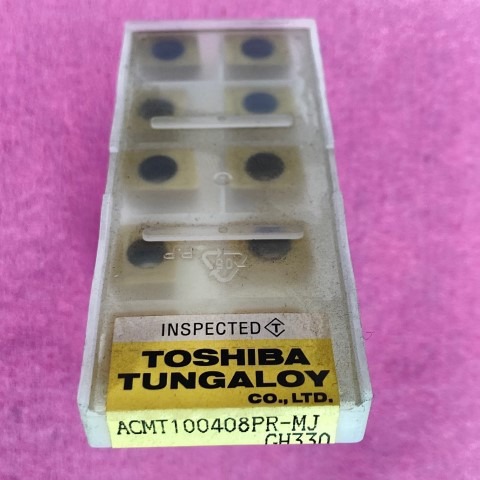 INSPECTED T
TOSHIBA
TUNGALOY
CO., LTD.
ACMT100408PR-MJ
GH330